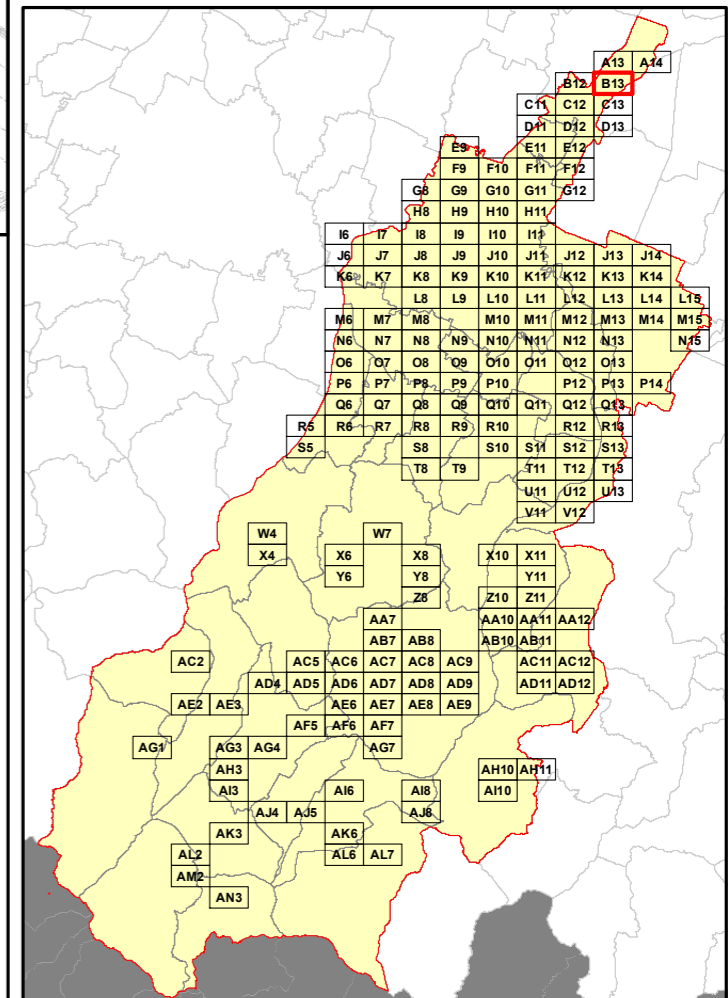 A13 A14
B12 B13
C11 C12 C13
D11 D12 D13
E9 E11 E12
F9 F10 F11 F12
G8 G9 G10 G11 G12
H8 H9 H10 H11
I6 I7 I8 I9 I10 I11
J6 J7 J8 J9 J10 J11 J12 J13 J14
K6 K7 K8 K9 K10 K11 K12 K13 K14
L8 L9 L10 L11 L12 L13 L14 L15
M6 M7 M8 M10 M11 M12 M13 M14 M15
N6 N7 N8 N9 N10 N11 N12 N13 N15
O6 O7 O8 O9 O10 O11 O12 O13
P6 P7 P8 P9 P10 P12 P13 P14
Q6 Q7 Q8 Q9 Q10 Q11 Q12 Q13
R5 R6 R7 R8 R9 R10 R12 R13
S5 S8 S10 S11 S12 S13
T8 T9 T11 T12 T13
U11 U12 U13
V11 V12
W4 W7
X4 X6 X8 X10 X11
Y6 Y8 Y11
Z8 Z10 Z11
AA7 AA10 AA11 AA12
AB7 AB8 AB10 AB11
AC2 AC5 AC6 AC7 AC8 AC9 AC11 AC12
AD4 AD5 AD6 AD7 AD8 AD9 AD11 AD12
AE2 AE3 AE6 AE7 AE8 AE9
AF5 AF6 AF7
AG1 AG3 AG4 AG7
AH3 AH10 AH11
AI3 AI6 AI8 AI10
AJ4 AJ5 AJ8
AK3 AK6
AL2 AL6 AL7
AM2
AN3